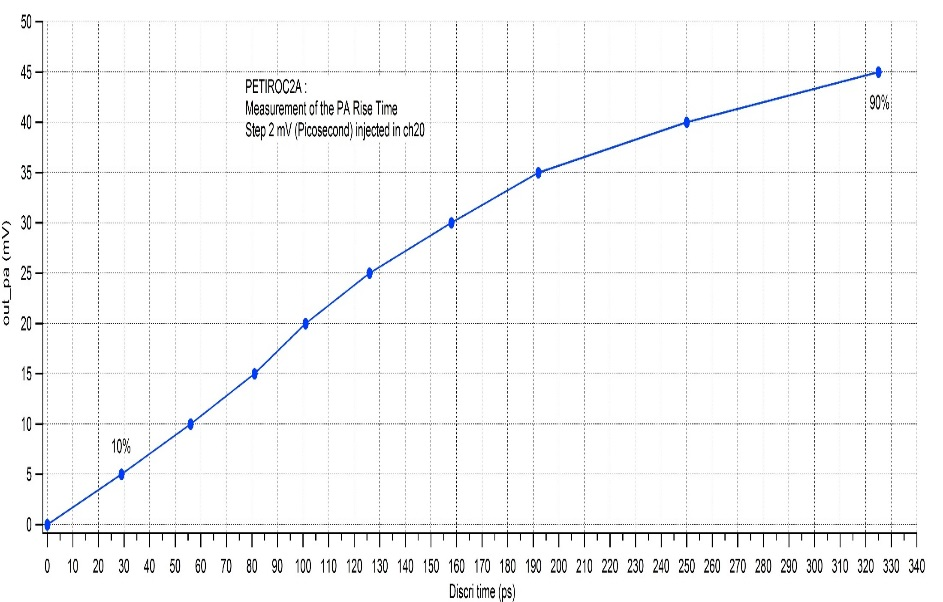 50
45
40
35
30
25
20
15
10
5
0
out_pa (mV)
PETIROC2A :
Measurement of the PA Rise Time
Step 2 mV (Picosecond) injected in ch20
90%
10%
0 10 20 30 40 50 60 70 80 90 100 110 120 130 140 150 160 170 180 190 200 210 220 230 240 250 260 270 280 290 300 310 320 330 340
Discri time (ps)